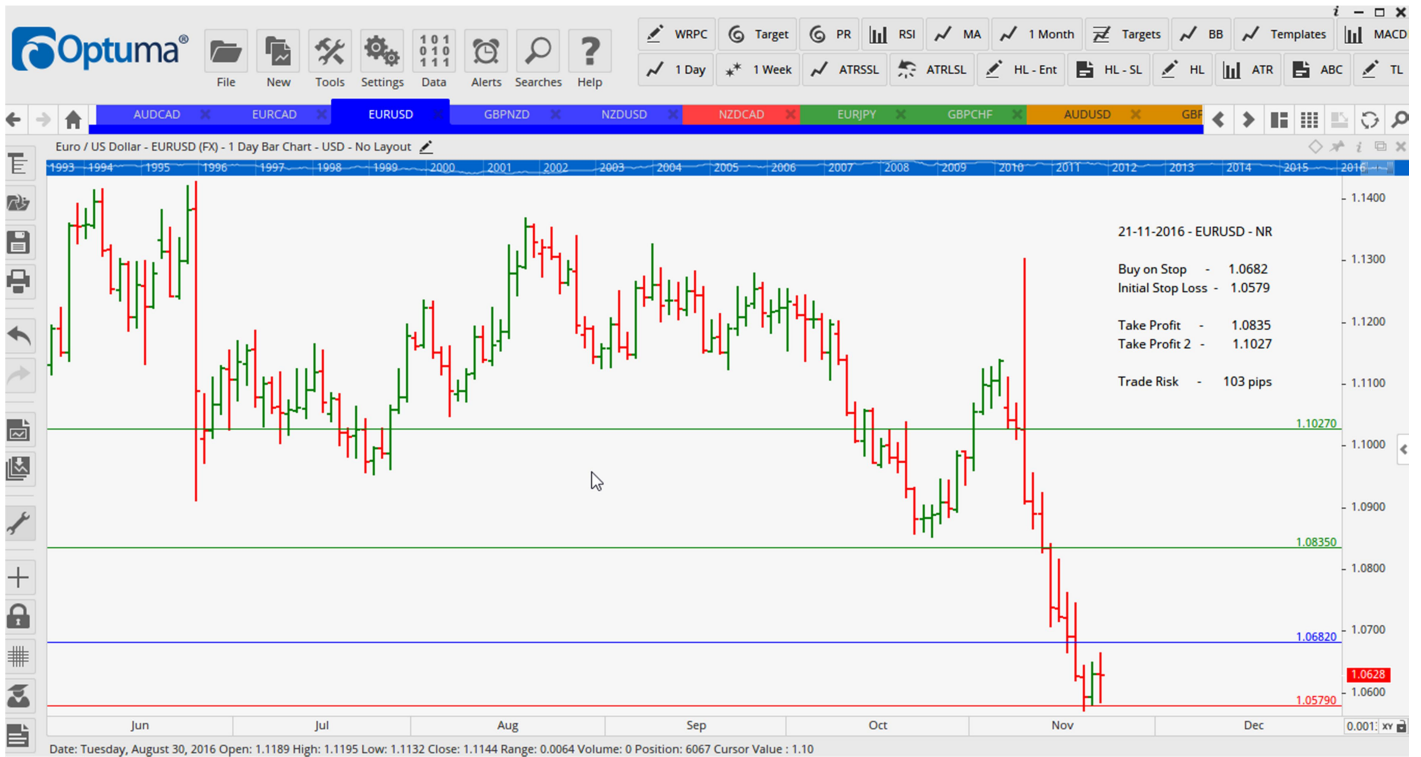 Optuma®
File New Tools Settings Data Alerts Searches Help
WRPC Target PR RSI MA 1 Month Targets BB Templates MACD
1 Day 1 Week ATRSSL ATRLSL HL - Ent HL - SL HL ATR ABC TL
AUDCAD EURCAD EURUSD GBPNZD NZDUSD NZDCAD EURJPY GBPCHF AUDUSD GBP
Euro / US Dollar - EURUSD (FX) - 1 Day Bar Chart - USD - No Layout
1993 1994 1995 1996 1997 1998 1999 2000 2001 2002 2003 2004 2005 2006 2007 2008 2009 2010 2011 2012 2013 2014 2015 2016
1.1400
21-11-2016 - EURUSD - NR
1.1300
Buy on Stop - 1.0682
Initial Stop Loss - 1.0579
1.1200
Take Profit - 1.0835
Take Profit 2 - 1.1027
Trade Risk - 103 pips
1.1100
1.10270
1.1000
1.0900
1.08350
1.0800
1.0700
1.06820
1.0628
1.0600
1.05790
Jun Jul Aug Sep Oct Nov Dec
0.001 XY
Date: Tuesday, August 30, 2016 Open: 1.1189 High: 1.1195 Low: 1.1132 Close: 1.1144 Range: 0.0064 Volume: 0 Position: 6067 Cursor Value : 1.10